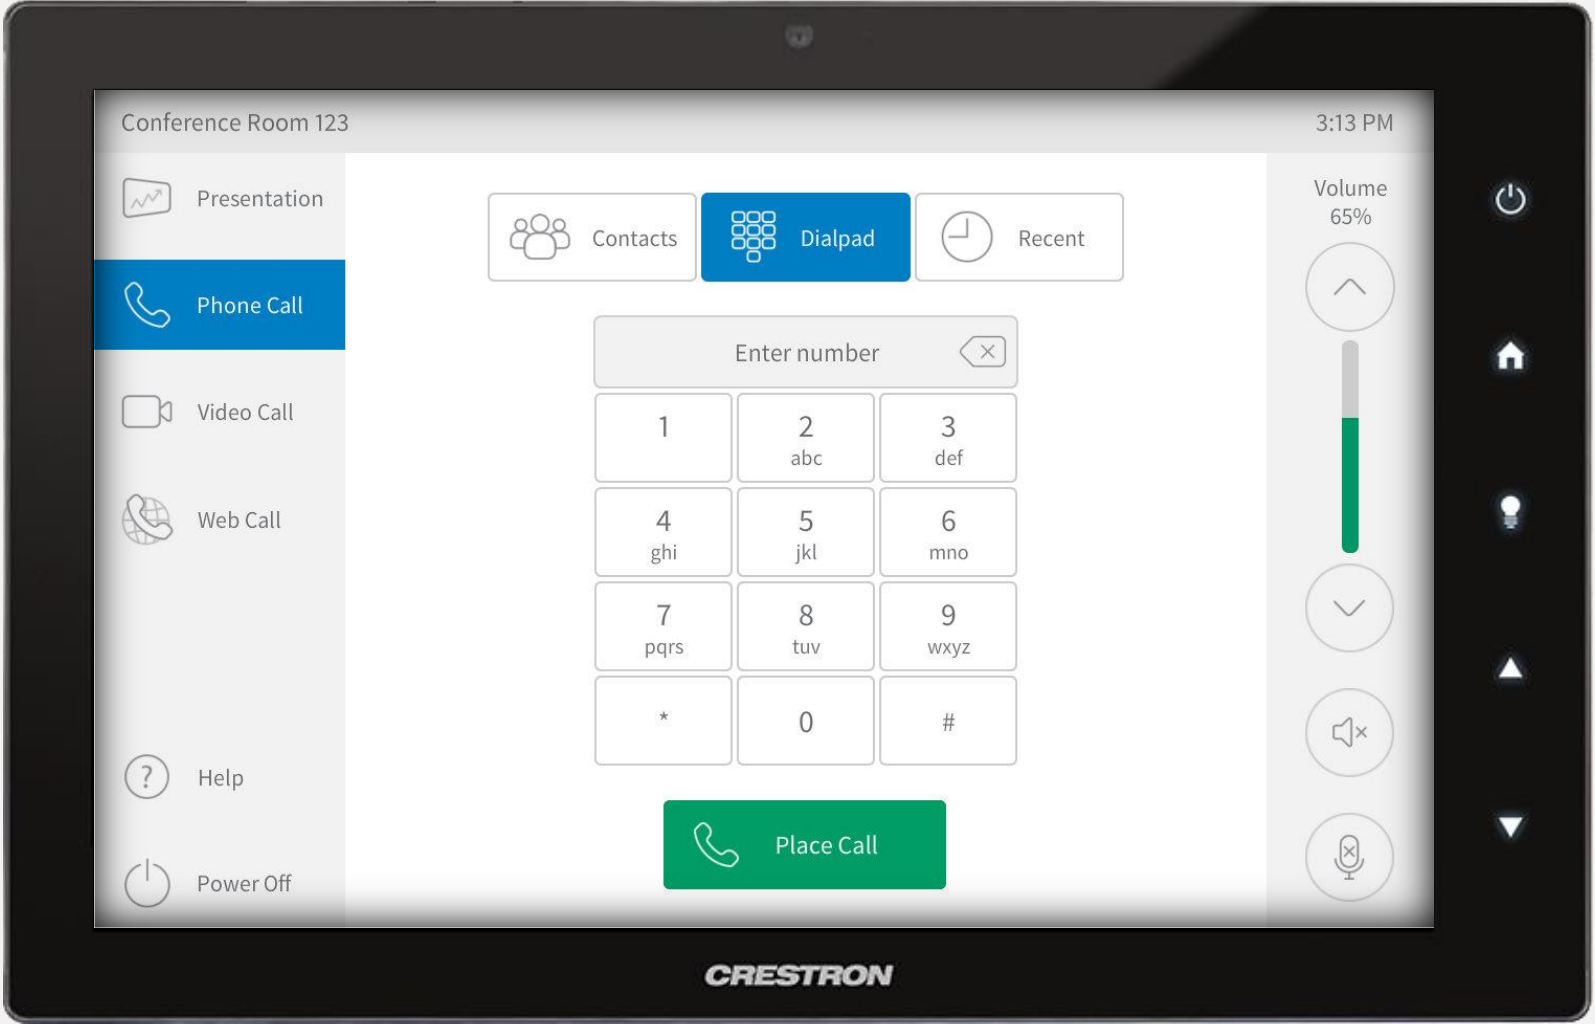 Conference Room 123
3:13 PM
Presentation
Phone Call
Video Call
Web Call
Help
Power Off
Contacts
Dialpad
Recent
Enter number
1
2
abc
3
def
4
ghi
5
jkl
6
mno
7
pqrs
8
tuv
9
wxyz
*
0
#
Place Call
Volume
65%
CRESTRON